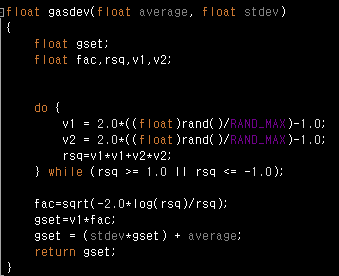 float gasdev(float average, float stdev)
{
float gset;
float fac,rsq,v1,v2;
do {
v1 = 2.0*((float)rand()/RAND_MAX)-1.0;
v2 = 2.0*((float)rand()/RAND_MAX)-1.0;
rsq=v1*v1+v2*v2;
} while (rsq >= 1.0 || rsq <= -1.0);
fac=sqrt(-2.0*log(rsq)/rsq);
gset=v1*fac;
gset = (stdev*gset) + average;
return gset;
}